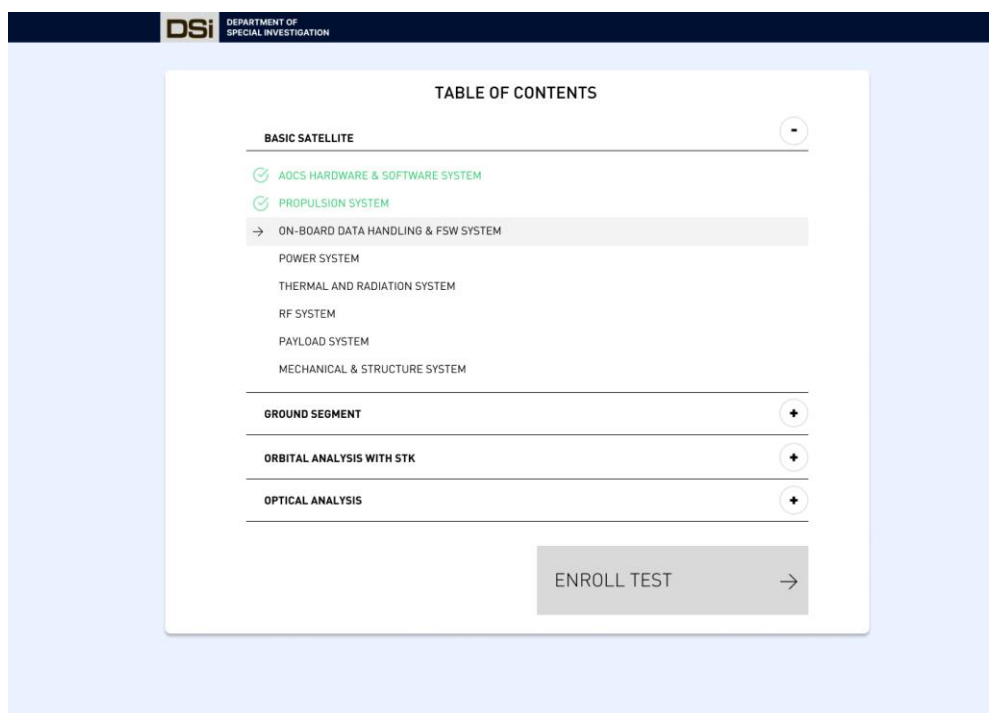 DSi
DEPARTMENT OF
SPECIAL INVESTIGATION
TABLE OF CONTENTS
BASIC SATELLITE
AOCS HARDWARE & SOFTWARE SYSTEM
PROPULSION SYSTEM
ON-BOARD DATA HANDLING & FSW SYSTEM
POWER SYSTEM
THERMAL AND RADIATION SYSTEM
RF SYSTEM
PAYLOAD SYSTEM
MECHANICAL & STRUCTURE SYSTEM
GROUND SEGMENT
ORBITAL ANALYSIS WITH STK
OPTICAL ANALYSIS
ENROLL TEST